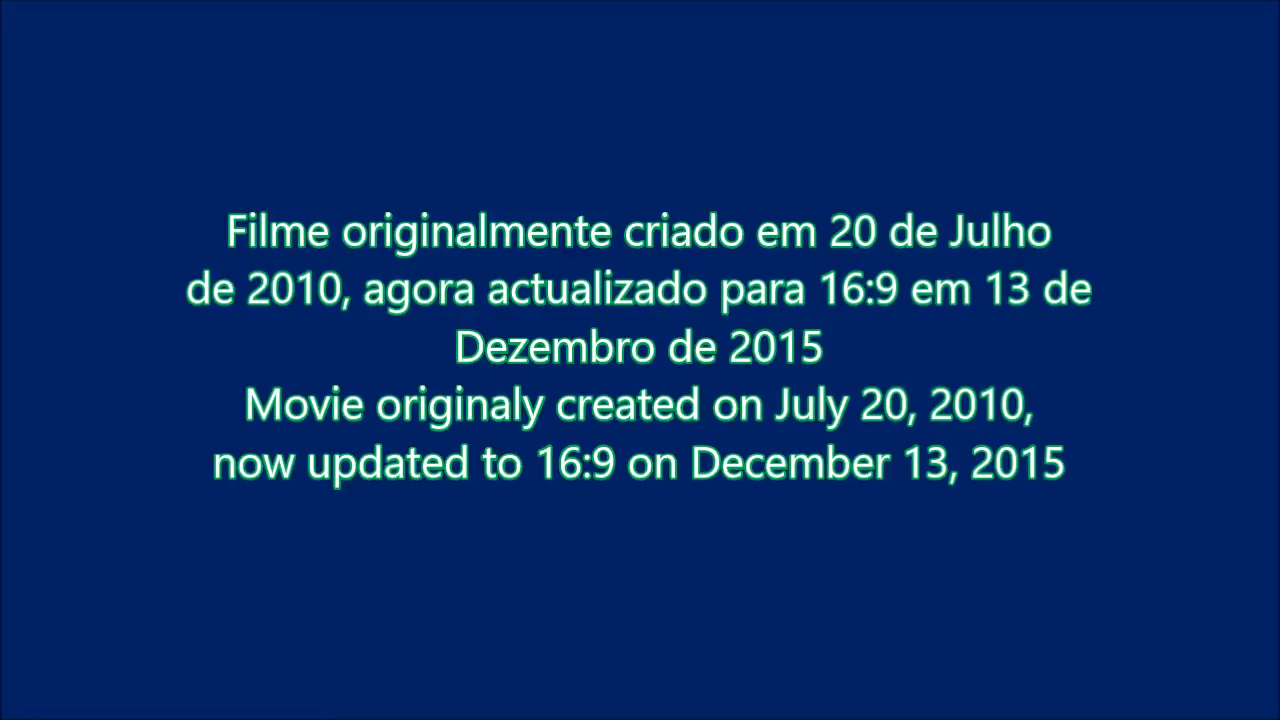 Filme originalmente criado em 20 de Julho
de 2010, agora actualizado para 16:9 em 13 de
Dezembro de 2015
Movie originaly created on July 20, 2010,
now updated to 16:9 on December 13, 2015